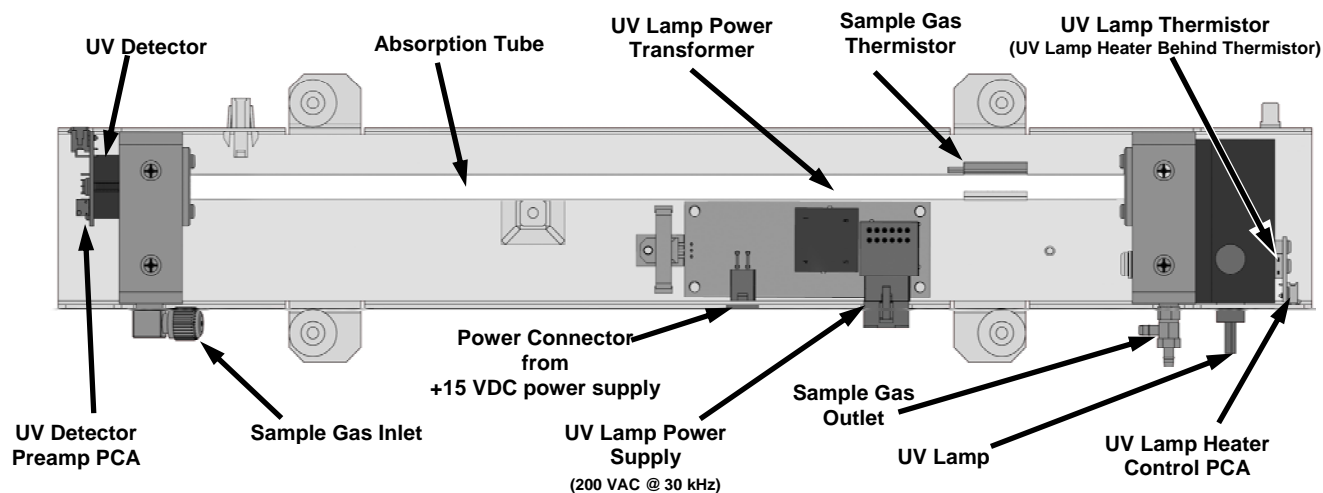 UV Detector
Absorption Tube
UV Lamp Power
Transformer
Sample Gas
Thermistor
UV Lamp Thermistor
(UV Lamp Heater Behind Thermistor)
Power Connector
from
+15 VDC power supply
UV Detector
Preamp PCA
Sample Gas Inlet
UV Lamp Power
Supply
(200 VAC @ 30 kHz)
Sample Gas
Outlet
UV Lamp
UV Lamp Heater
Control PCA